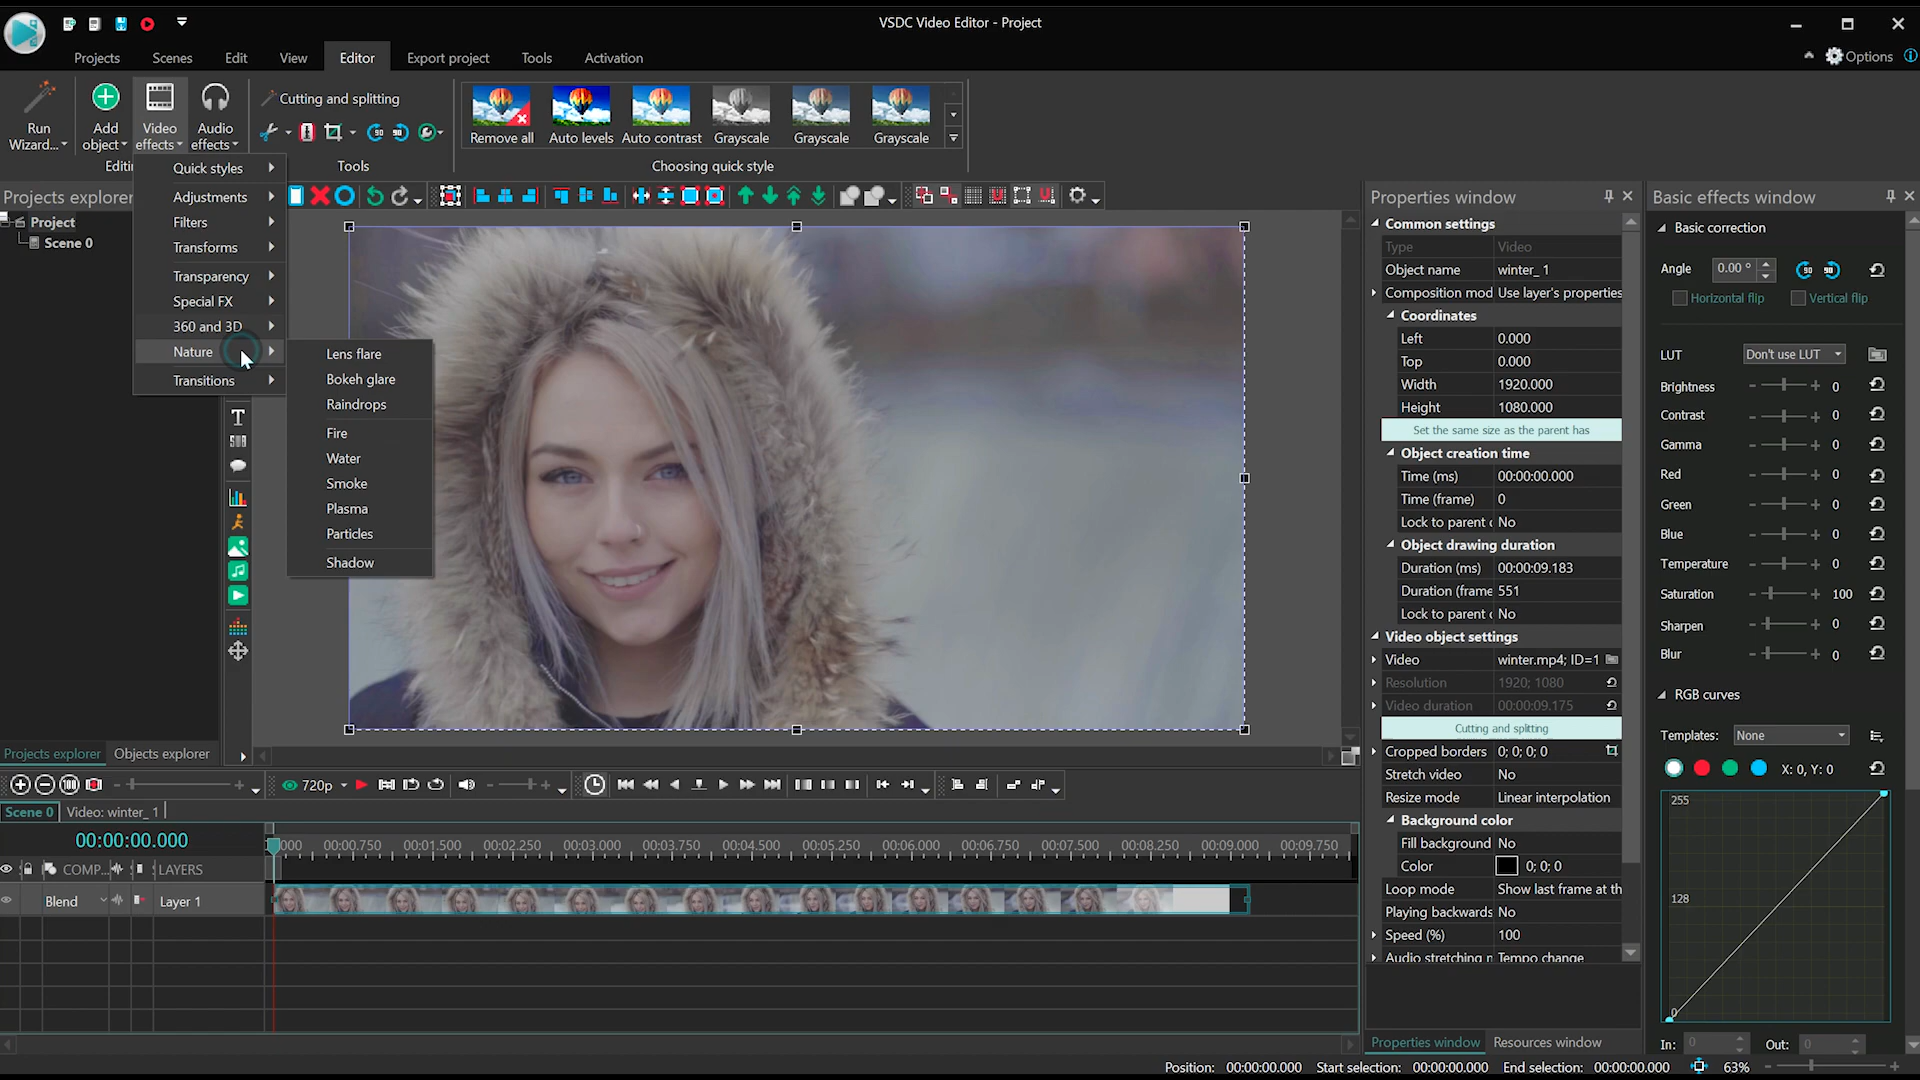 VSDC Video Editor - Project
Projects
Scenes
Edit
View
Editor
Export project
Tools
Activation
Options
Run
Wizard...
Add
object
Video
effects
Audio
effects
Cutting and splitting
Remove all
Auto levels
Auto contrast
Grayscale
Grayscale
Grayscale
Editin
Tools
Choosing quick style
Quick styles
Adjustments
Filters
Transforms
Transparency
Special FX
360 and 3D
Nature
Transitions
Lens flare
Bokeh glare
Raindrops
Fire
Water
Smoke
Plasma
Particles
Shadow
Projects explorer
Project
Scene 0
Projects explorer
Objects explorer
Properties window
Common settings
Type Video
Object name winter_ 1
Composition mod Use layer's properties
Coordinates
Left 0.000
Top 0.000
Width 1920.000
Height 1080.000
Set the same size as the parent has
Object creation time
Time (ms) 00:00:00.000
Time (frame) 0
Lock to parent No
Object drawing duration
Duration (ms) 00:00:09.183
Duration (frame 551
Lock to parent No
Video object settings
Video winter.mp4; ID=1
Resolution 1920; 1080
Video duration 00:00:09.175
Cutting and splitting
Cropped borders 0; 0; 0; 0
Stretch video No
Resize mode Linear interpolation
Background color
Fill background No
Color 0; 0; 0
Loop mode Show last frame at th
Playing backwards No
Speed (%) 100
Audio stretching Tempo change
Properties window
Resources window
Basic effects window
Basic correction
Angle 0.00 °
90 90
Horizontal flip
Vertical flip
LUT Don't use LUT
Brightness 0
Contrast 0
Gamma 0
Red 0
Green 0
Blue 0
Temperature 0
Saturation 100
Sharpen 0
Blur 0
RGB curves
Templates: None
X: 0, Y: 0
255
128
0
In: 0
Out: 0
720p
Scene 0
Video: winter_ 1
00:00:00.000
000 00:00.750 00:01.500 00:02.250 00:03.000 00:03.750 00:04.500 00:05.250 00:06.000 00:06.750 00:07.500 00:08.250 00:09.000 00:09.750
COMP...
LAYERS
Blend
Layer 1
Position: 00:00:00.000
Start selection: 00:00:00.000
End selection: 00:00:00.000
63%